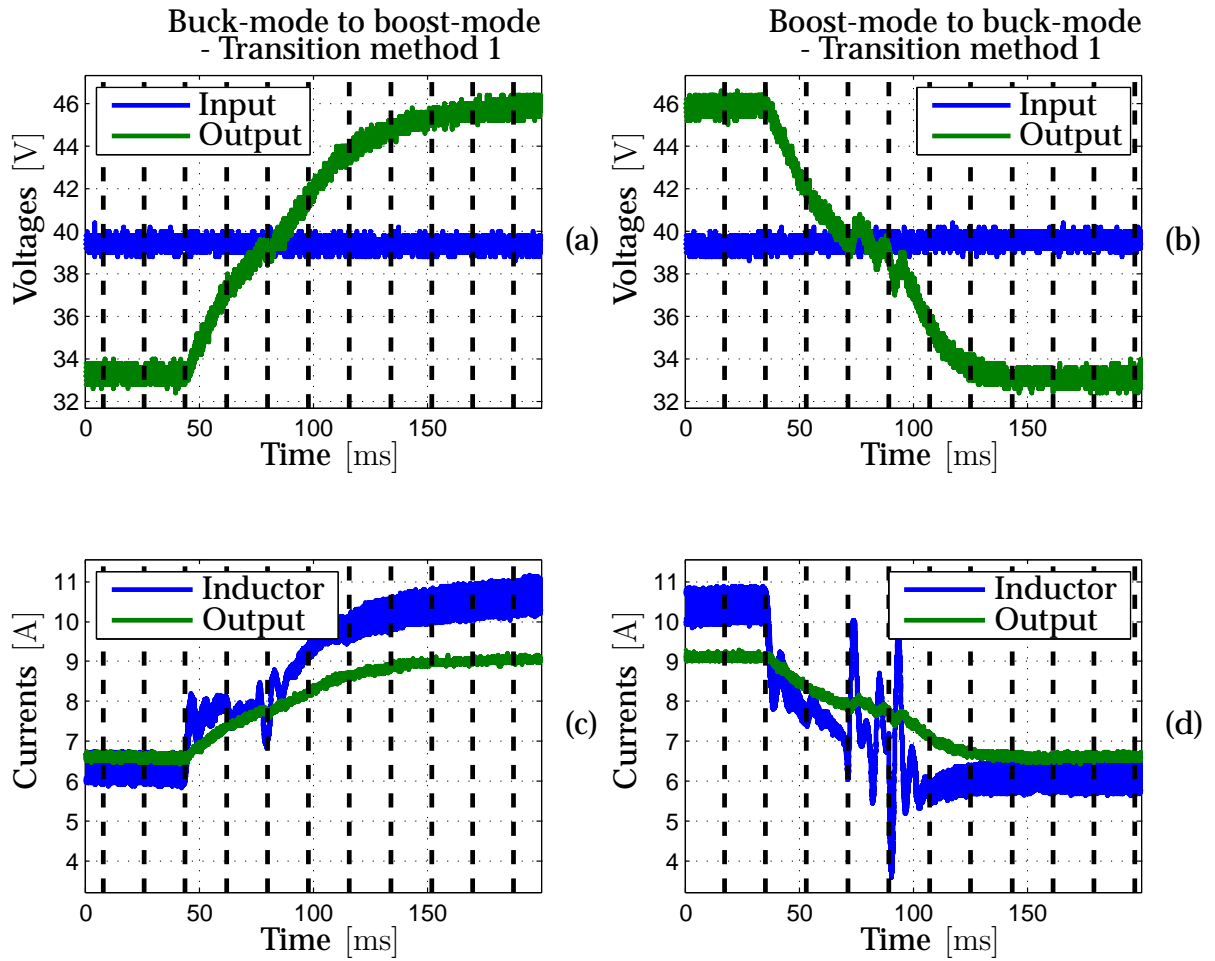 Buck-mode to boost-mode
- Transition method 1
Voltages [V]
46
44
42
40
38
36
34
32
Input
Output
0
50
100
150
Time [ms]
(a)
Boost-mode to buck-mode
- Transition method 1
Voltages [V]
46
44
42
40
38
36
34
32
Input
Output
0
50
100
150
Time [ms]
(b)
Currents [A]
11
10
9
8
7
6
5
4
Inductor
Output
0
50
100
150
Time [ms]
(c)
Currents [A]
11
10
9
8
7
6
5
4
Inductor
Output
0
50
100
150
Time [ms]
(d)